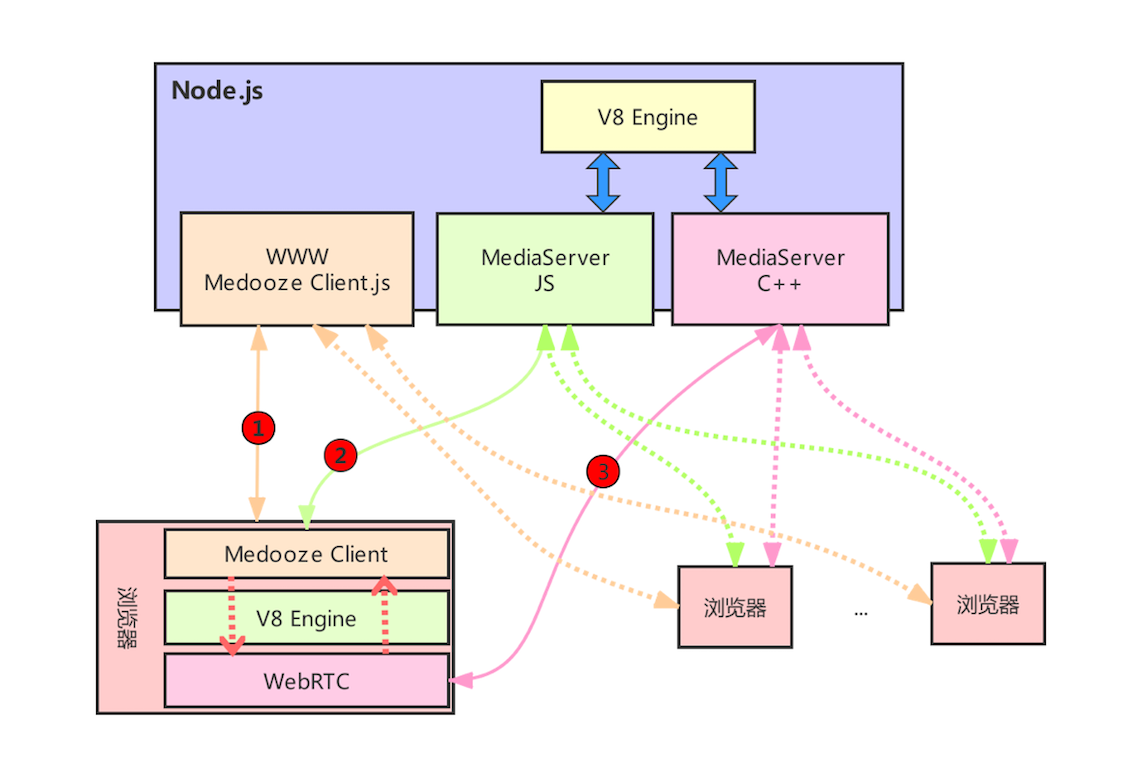 Node.js
V8 Engine
WWW
Medooze Client.js
MediaServer
JS
MediaServer
C++
1
2
3
浏览器
Medooze Client
V8 Engine
WebRTC
浏览器
...
浏览器